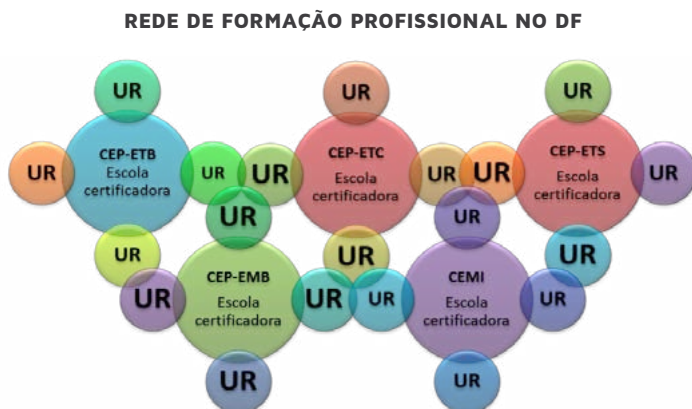 REDE DE FORMAÇÃO PROFISSIONAL NO DF
UR
UR
UR
UR
CEP-ETB
Escola
certificadora
UR
UR
CEP-ETC
Escola
certificadora
UR
UR
CEP-ETS
Escola
certificadora
UR
UR
UR
UR
UR
UR
UR
CEP-EMB
Escola
certificadora
UR
UR
CEMI
Escola
certificadora
UR
UR
UR